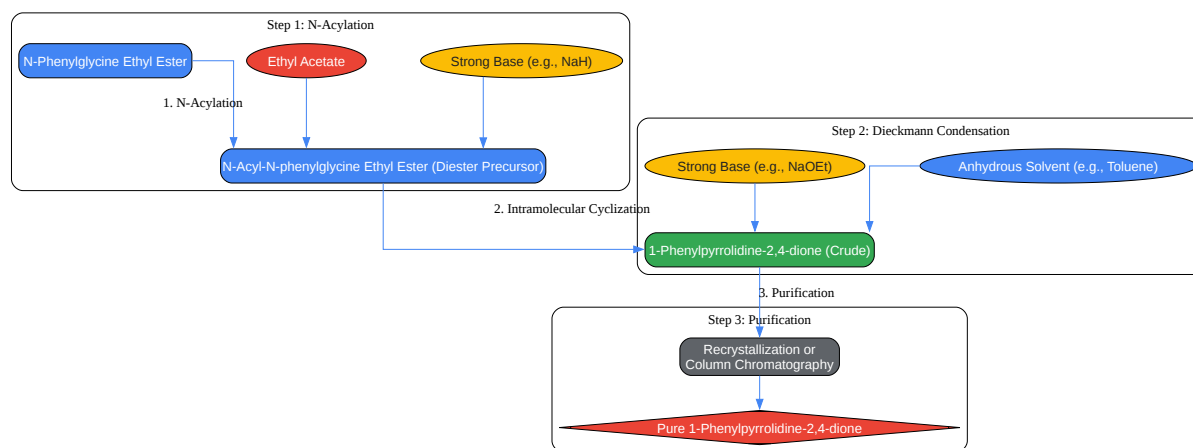 Step 1: N-Acylation
N-Phenylglycine Ethyl Ester
Ethyl Acetate
Strong Base (e.g., NaH)
1. N-Acylation
N-Acyl-N-phenylglycine Ethyl Ester (Diester Precursor)
Step 2: Dieckmann Condensation
Strong Base (e.g., NaOEt)
Anhydrous Solvent (e.g., Toluene)
2. Intramolecular Cyclization
1-Phenylpyrrolidine-2,4-dione (Crude)
3. Purification
Step 3: Purification
Recrystallization or
Column Chromatography
Pure 1-Phenylpyrrolidine-2,4-dione